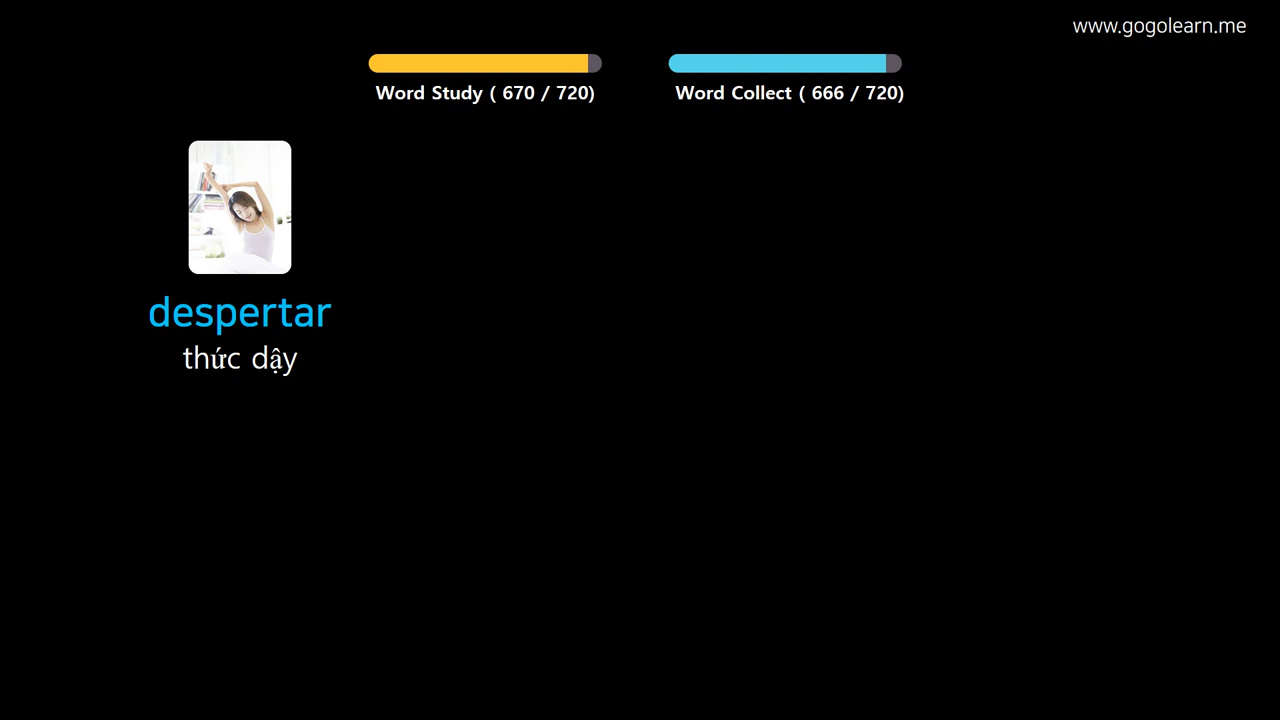 www.gogolearn.me
Word Study ( 670 / 720)
Word Collect ( 666 / 720)
despertar
thức dậy